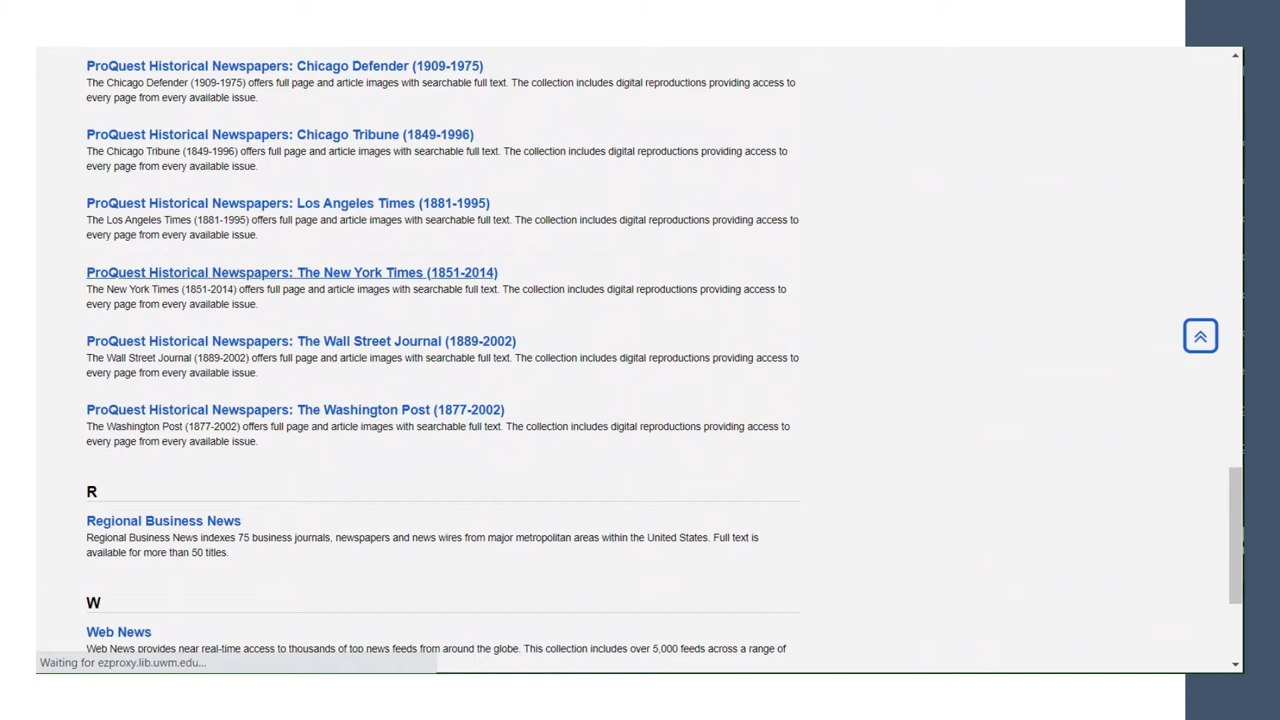 ProQuest Historical Newspapers: Chicago Defender (1909-1975)
The Chicago Defender (1909-1975) offers full page and article images with searchable full text. The collection includes digital reproductions providing access to
every page from every available issue.
ProQuest Historical Newspapers: Chicago Tribune (1849-1996)
The Chicago Tribune (1849-1996) offers full page and article images with searchable full text. The collection includes digital reproductions providing access to
every page from every available issue.
ProQuest Historical Newspapers: Los Angeles Times (1881-1995)
The Los Angeles Times (1881-1995) offers full page and article images with searchable full text. The collection includes digital reproductions providing access to
every page from every available issue.
ProQuest Historical Newspapers: The New York Times (1851-2014)
The New York Times (1851-2014) offers full page and article images with searchable full text. The collection includes digital reproductions providing access to
every page from every available issue.
ProQuest Historical Newspapers: The Wall Street Journal (1889-2002)
The Wall Street Journal (1889-2002) offers full page and article images with searchable full text. The collection includes digital reproductions providing access to
every page from every available issue.
ProQuest Historical Newspapers: The Washington Post (1877-2002)
The Washington Post (1877-2002) offers full page and article images with searchable full text. The collection includes digital reproductions providing access to
every page from every available issue.
R
Regional Business News
Regional Business News indexes 75 business journals, newspapers and news wires from major metropolitan areas within the United States. Full text is
available for more than 50 titles.
W
Web News
Web News provides near real-time access to thousands of top news feeds from around the globe. This collection includes over 5,000 feeds across a range of
Waiting for ezproxy.lib.uwm.edu...